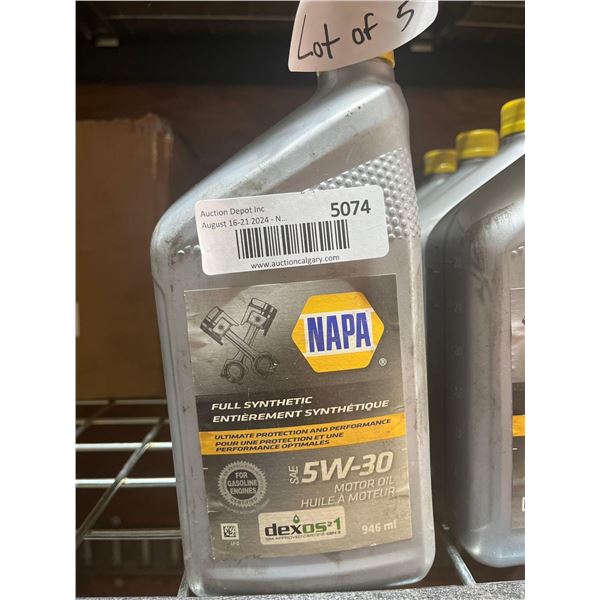 Lot of 5
Auction Depot Inc
August 16-21 2024 - N...
5074
www.auctioncalgary.com
NAPA
®
FULL SYNTHETIC
ENTIÈREMENT SYNTHÉTIQUE
ULTIMATE PROTECTION AND PERFORMANCE
POUR UNE PROTECTION ET UNE
PERFORMANCE OPTIMALES
FOR
GASOLINE
ENGINES
SAE 5W-30
MOTOR OIL
HUILE À MOTEUR
dexos 1
946 ml